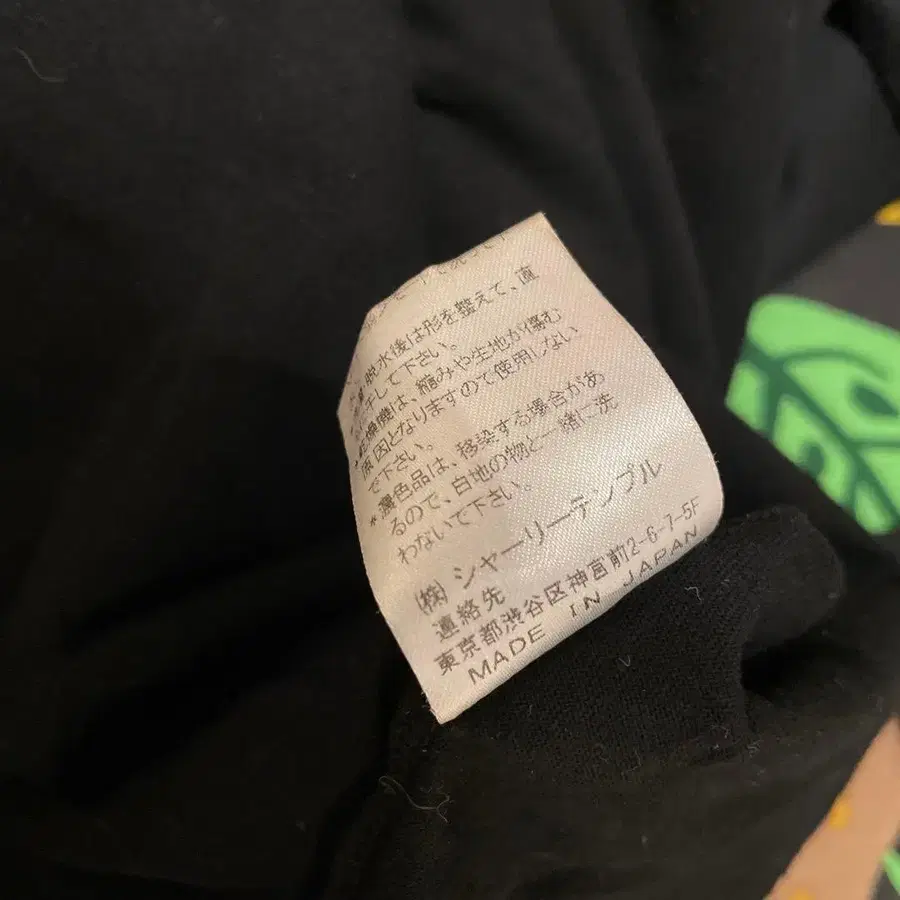 *脱水後は形を整えて、直
干して下さい。
*乾燥機は、縮みや生地が傷む
原因となりますので使用しない
で下さい。
*濃色品は、移染する場合があ
るので、白地の物と一緒に洗
わないで下さい。
(株) シャーリーテンプル
連絡先
東京都渋谷区神宮前2-6-7-5F
MADE IN JAPAN